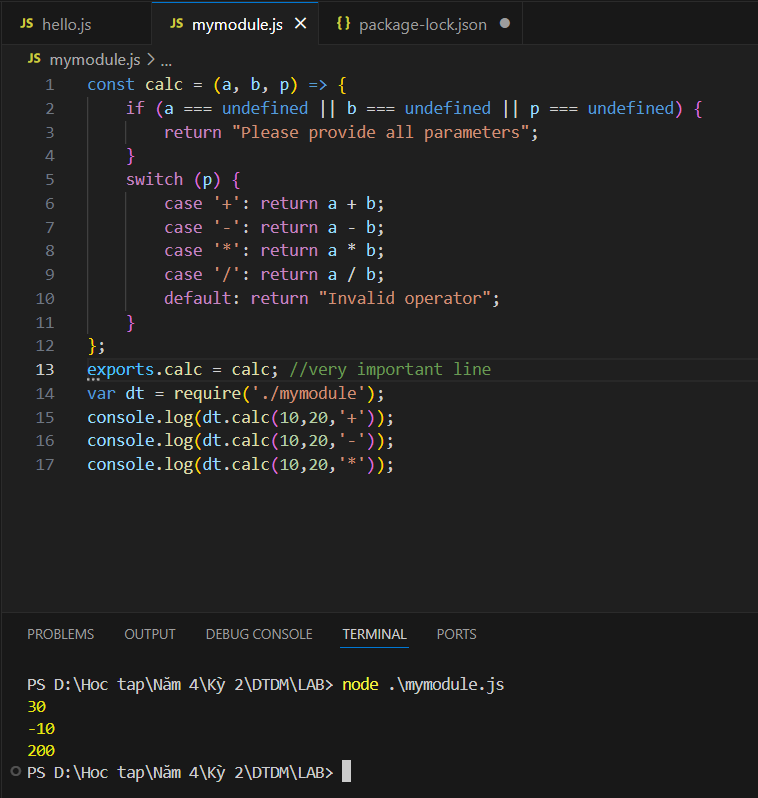 JS hello.js JS mymodule.js × {} package-lock.json ●
JS mymodule.js > ...
1 const calc = (a, b, p) => {
2     if (a === undefined || b === undefined || p === undefined) {
3         return "Please provide all parameters";
4     }
5     switch (p) {
6         case '+': return a + b;
7         case '-': return a - b;
8         case '*': return a * b;
9         case '/': return a / b;
10         default: return "Invalid operator";
11     }
12 };
13 exports.calc = calc; //very important line
14 var dt = require('./mymodule');
15 console.log(dt.calc(10,20,'+'));
16 console.log(dt.calc(10,20,'-'));
17 console.log(dt.calc(10,20,'*'));
PROBLEMS OUTPUT DEBUG CONSOLE TERMINAL PORTS
PS D:\Hoc tap\Năm 4\Kỳ 2\DTDM\LAB> node .\mymodule.js
30
-10
200
PS D:\Hoc tap\Năm 4\Kỳ 2\DTDM\LAB>